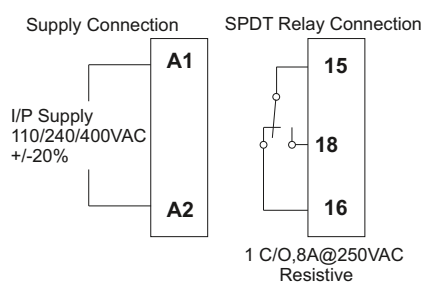 Supply Connection
A1
I/P Supply
110/240/400VAC
+/-20%
A2
SPDT Relay Connection
15
18
16
1 C/O,8A@250VAC
Resistive